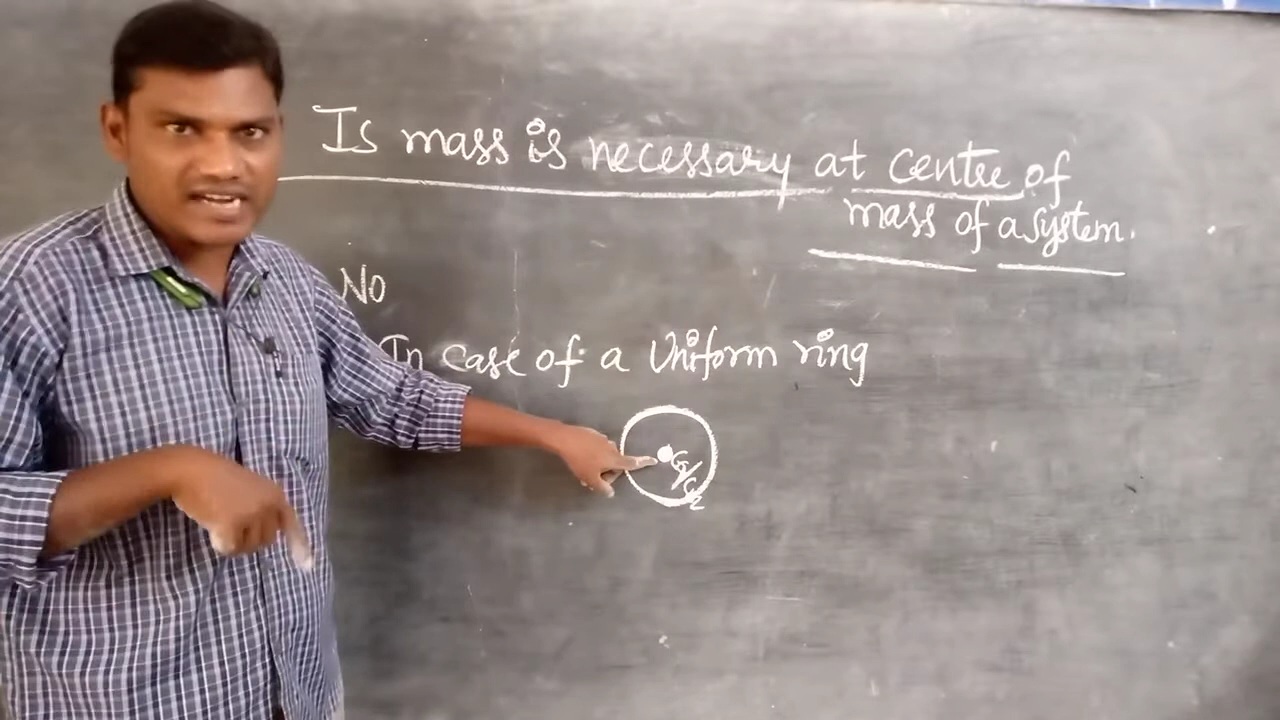 Is mass is necessary at centre of
mass of a system.
No
In case of a Uniform ring